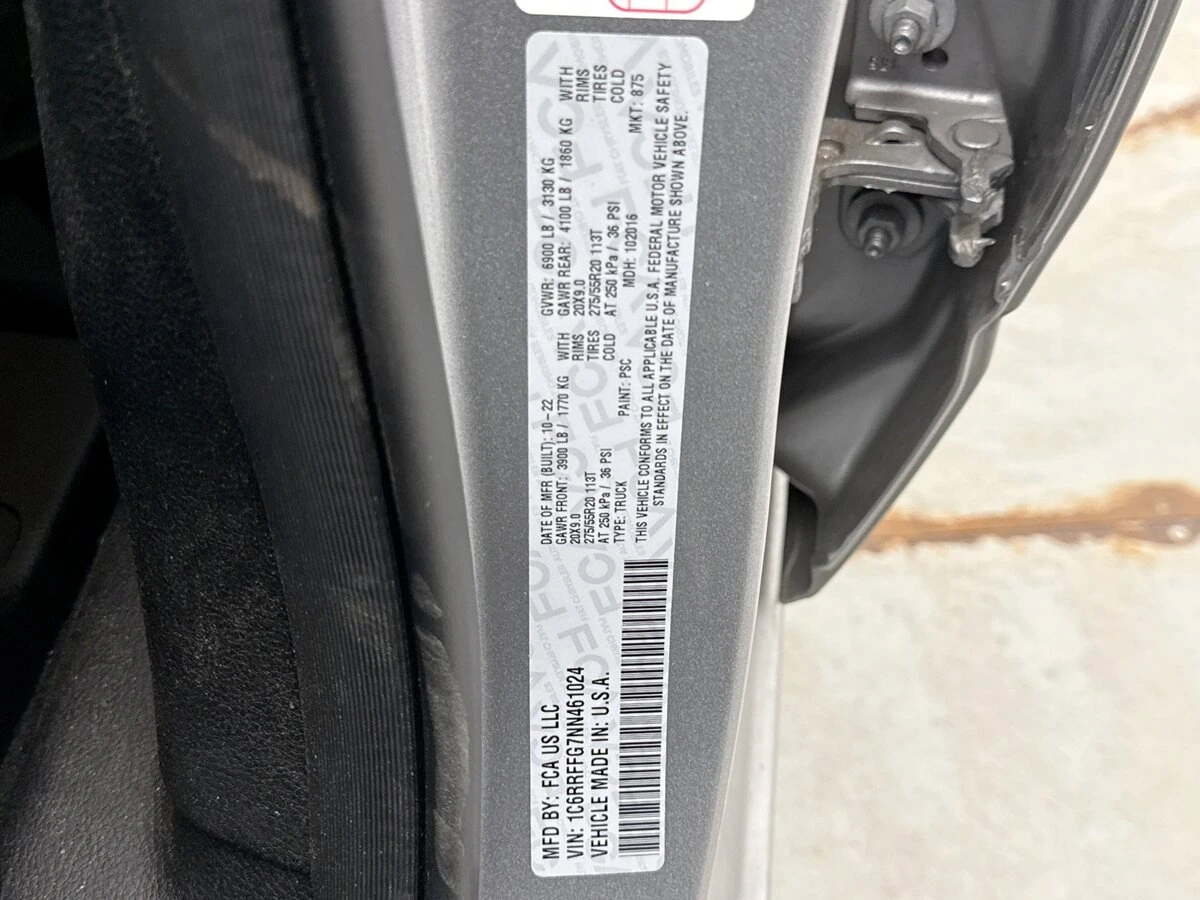 MFD BY: FCA US LLC
VIN: 1C6RRFFG7NN461024
VEHICLE MADE IN: U.S.A.
DATE OF MFR (BUILT): 10-22 GVWR: 6900 LB / 3130 KG
GAWR FRONT: 3900 LB / 1770 KG WITH GAWR REAR: 4100 LB / 1860 KG WITH
20X9.0 RIMS 20X9.0 RIMS
275/55R20 113T TIRES 275/55R20 113T TIRES
AT 250 kPa / 36 PSI COLD AT 250 kPa / 36 PSI COLD
TYPE: TRUCK PAINT: PSC MDH: 102016 MKT: 875
THIS VEHICLE CONFORMS TO ALL APPLICABLE U.S.A. FEDERAL MOTOR VEHICLE SAFETY
STANDARDS IN EFFECT ON THE DATE OF MANUFACTURE SHOWN ABOVE.